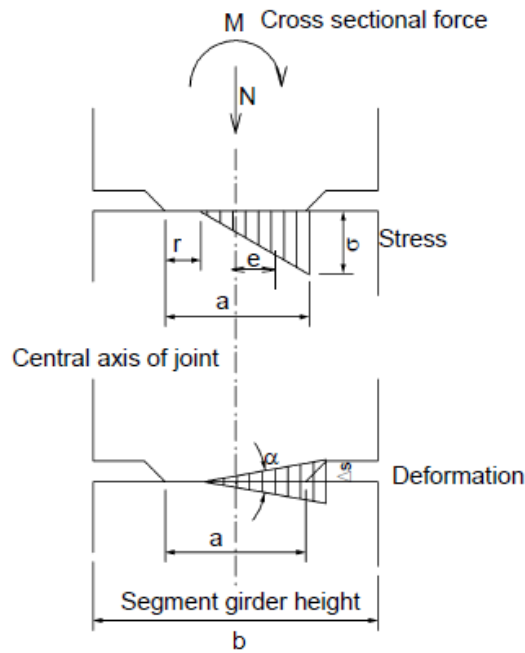 M
Cross sectional force
N
r
e
σ
Stress
a
Central axis of joint
α
Δs
Deformation
a
Segment girder height
b